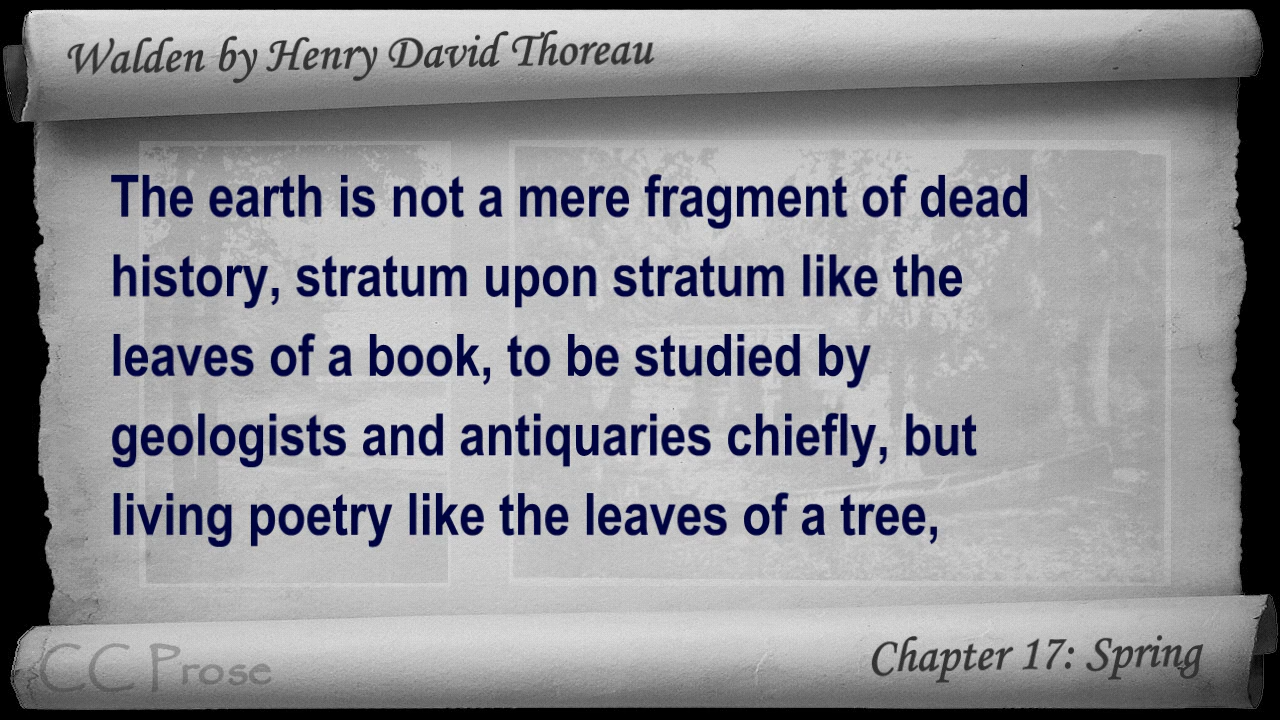 Walden by Henry David Thoreau
The earth is not a mere fragment of dead
history, stratum upon stratum like the
leaves of a book, to be studied by
geologists and antiquaries chiefly, but
living poetry like the leaves of a tree,
CC Prose
Chapter 17: Spring